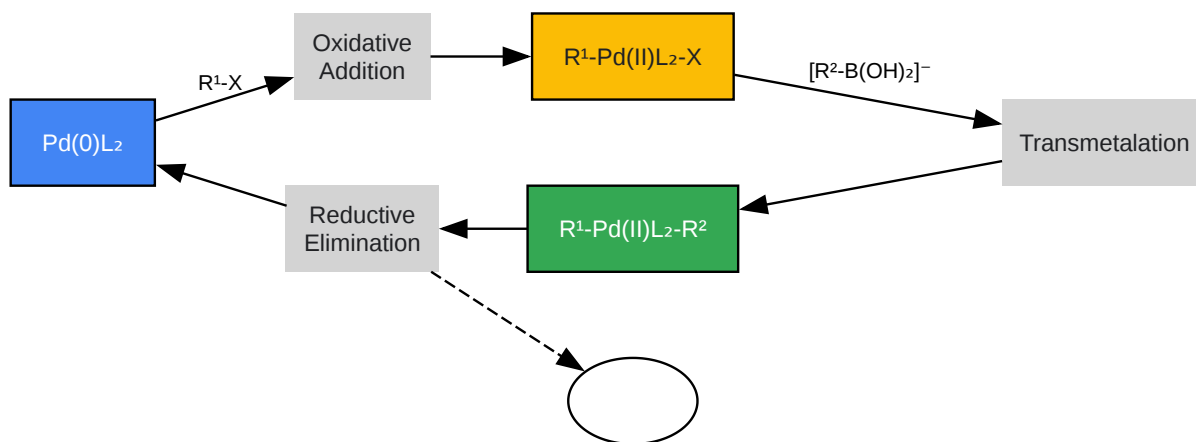 Oxidative
Addition
R¹-Pd(II)L₂-X
[R²-B(OH)₂]⁻
R¹-X
Pd(0)L₂
Transmetalation
Reductive
Elimination
R¹-Pd(II)L₂-R²